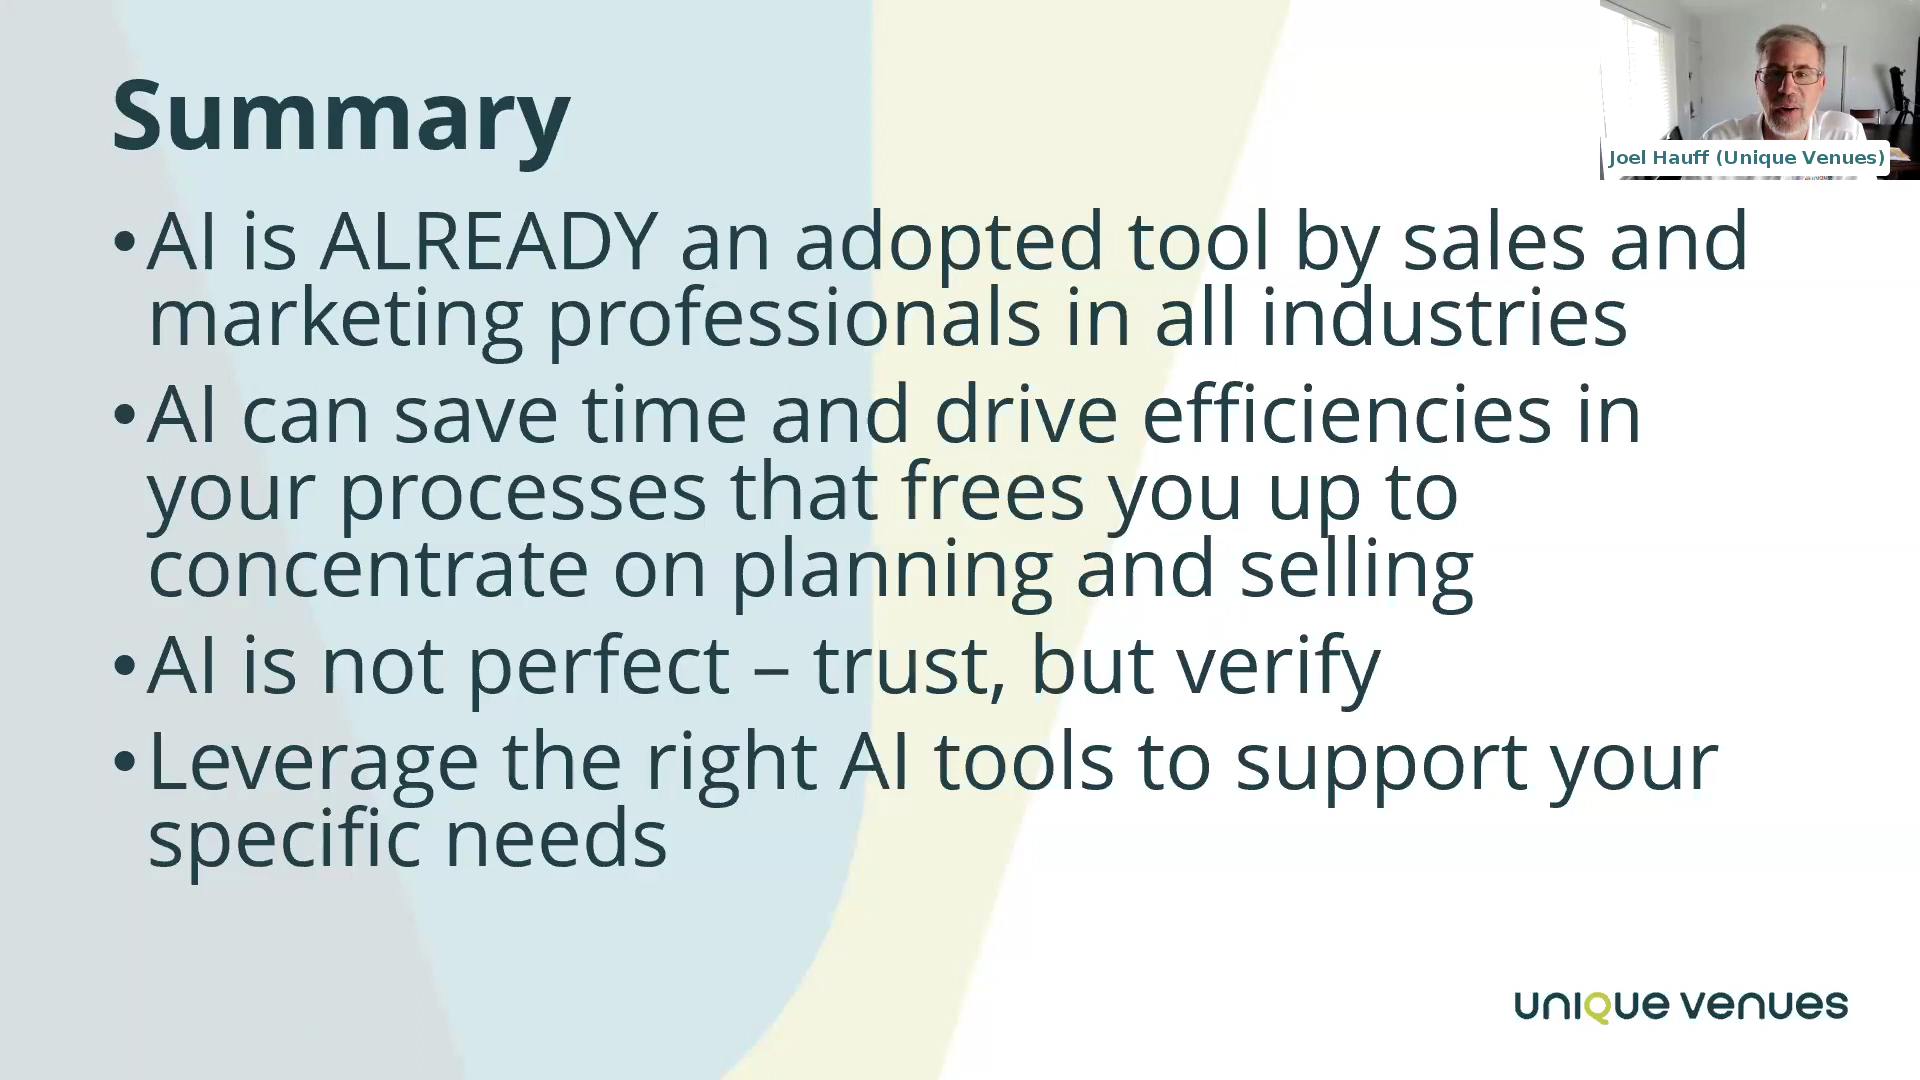 Summary
Joel Hauff (Unique Venues)
•AI is ALREADY an adopted tool by sales and
marketing professionals in all industries
•AI can save time and drive efficiencies in
your processes that frees you up to
concentrate on planning and selling
•AI is not perfect – trust, but verify
•Leverage the right AI tools to support your
specific needs
UNIQUE VENUES